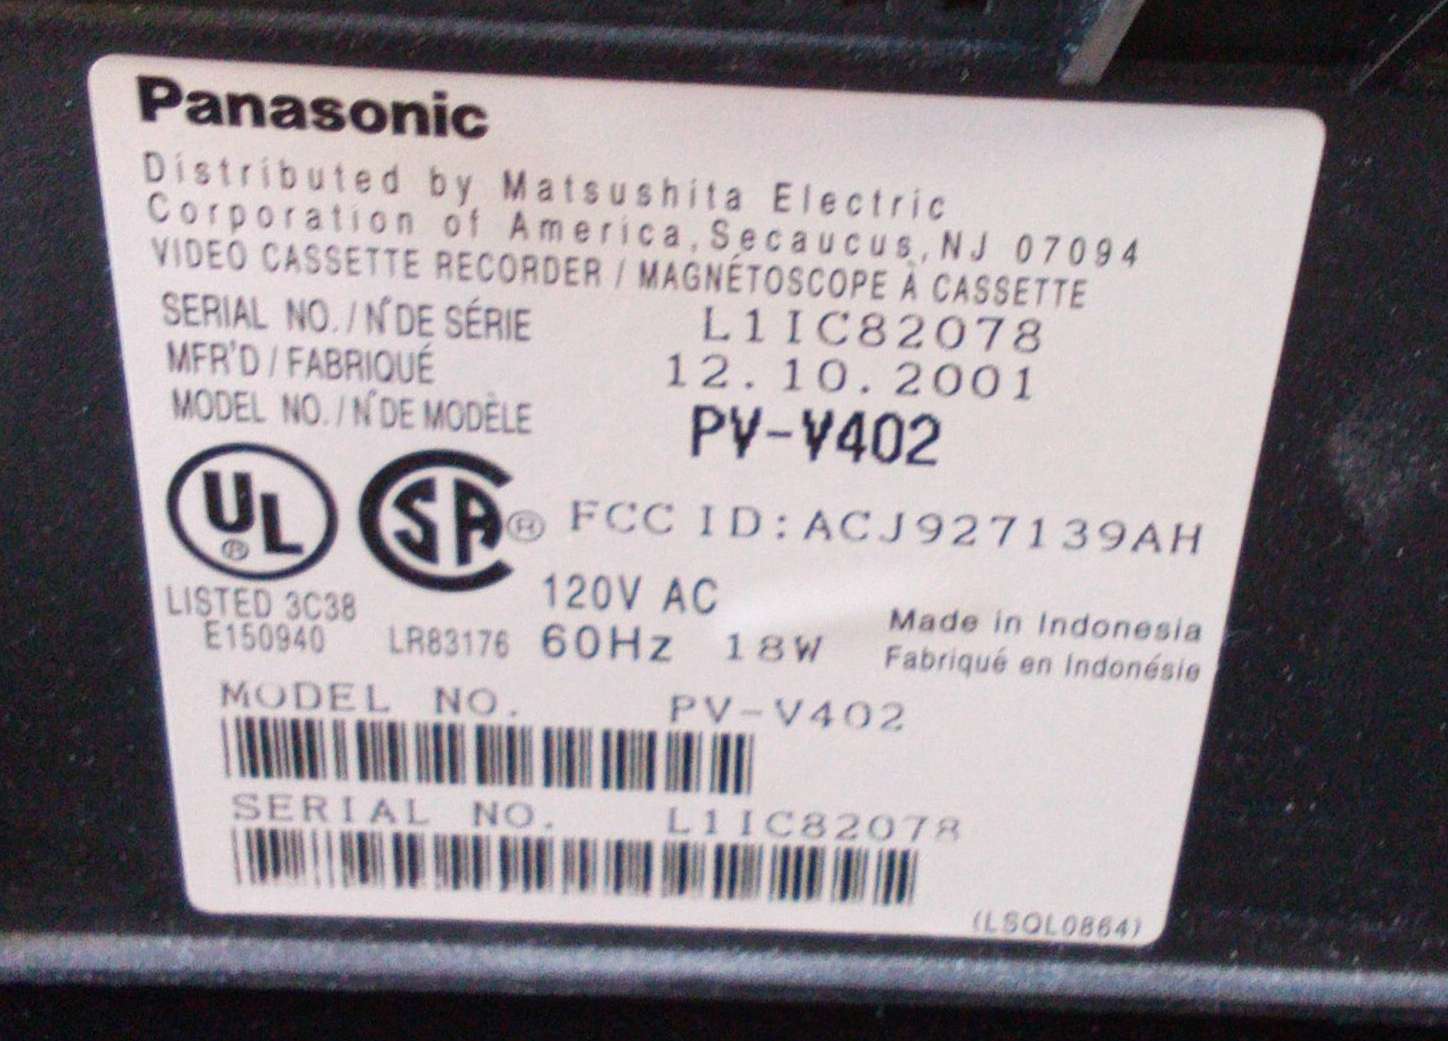 Panasonic
Distributed by Matsushita Electric
Corporation of America, Secaucus, NJ 07094
VIDEO CASSETTE RECORDER / MAGNÉTOSCOPE À CASSETTE
SERIAL NO. / N° DE SÉRIE L1IC82078
MFR'D / FABRIQUÉ 12.10.2001
MODEL NO. / N° DE MODÈLE PV-V402
UL ® SA ® FCC ID: ACJ927139AH
LISTED 3C38 120V AC Made in Indonesia
E150940 LR83176 60Hz 18W Fabriqué en Indonésie
MODEL NO. PV-V402
SERIAL NO. L1IC82078
(LSQL0864)